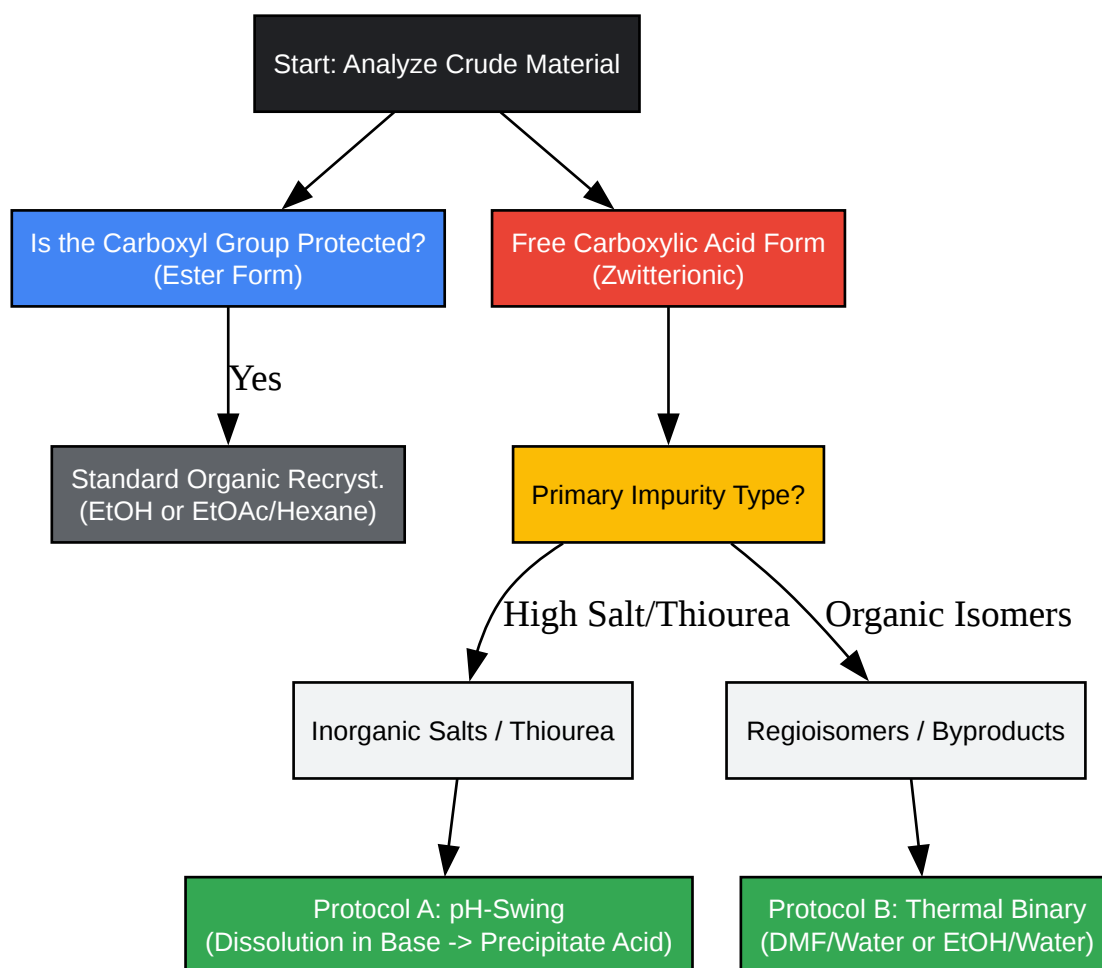 Start: Analyze Crude Material
Is the Carboxyl Group Protected?
(Ester Form)
Free Carboxylic Acid Form
(Zwitterionic)
Yes
Standard Organic Recryst.
(EtOH or EtOAc/Hexane)
Primary Impurity Type?
High Salt/Thiourea
Organic Isomers
Inorganic Salts / Thiourea
Regioisomers / Byproducts
Protocol A: pH-Swing
(Dissolution in Base -> Precipitate Acid)
Protocol B: Thermal Binary
(DMF/Water or EtOH/Water)